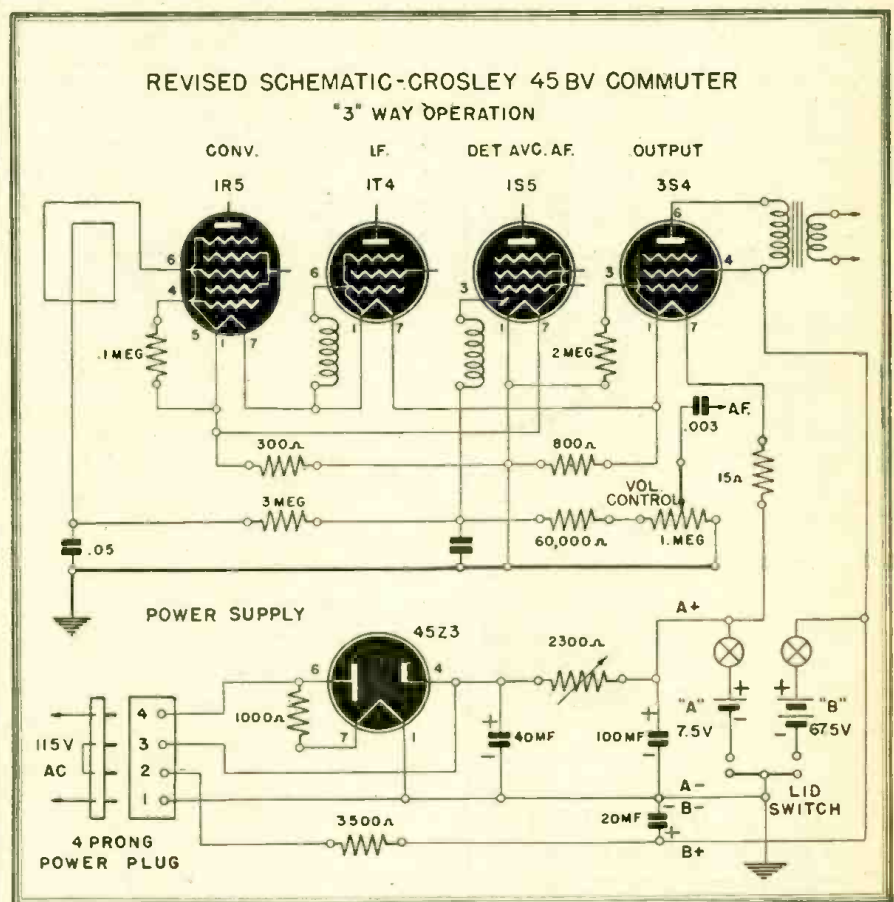 REVISED SCHEMATIC-CROSLEY 45 BV COMMUTER
"3" WAY OPERATION
CONV. I.F. DET AVC. AF. OUTPUT
1R5 1T4 1S5 3S4
6
6 6 3 3 4
4
5 1 7 1 7 1 7 1 7
.1 MEG 2 MEG
.003 A.F.
300Ω 800Ω 15Ω
VOL.
CONTROL
3 MEG
60,000Ω 1. MEG
.05
POWER SUPPLY
A+
45Z3
2300Ω
6 4
1000Ω
7 1
+ + + +
40MF 100MF "A" "B"
7.5V 67.5V
- - - -
4
115V 3
AC 2
1
A-
- B-
LID
SWITCH
20MF
+
B+
3500Ω
4 PRONG
POWER PLUG